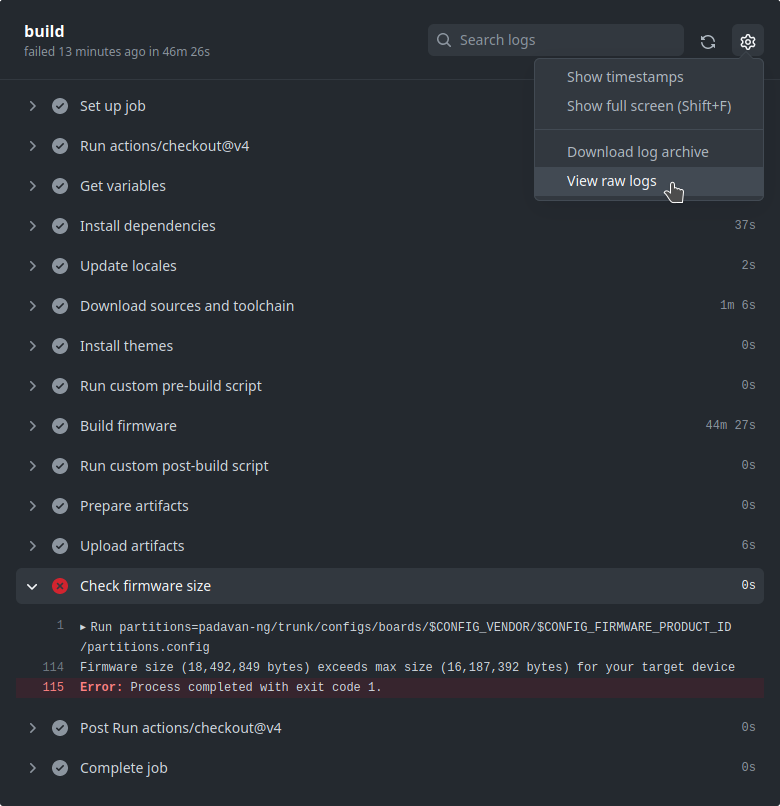 build
failed 13 minutes ago in 46m 26s
Search logs
Show timestamps
Show full screen (Shift+F)
Download log archive
View raw logs
Set up job
Run actions/checkout@v4
Get variables
Install dependencies 37s
Update locales 2s
Download sources and toolchain 1m 6s
Install themes 0s
Run custom pre-build script 0s
Build firmware 44m 27s
Run custom post-build script 0s
Prepare artifacts 0s
Upload artifacts 6s
Check firmware size 0s
1 ▸ Run partitions=padavan-ng/trunk/configs/boards/$CONFIG_VENDOR/$CONFIG_FIRMWARE_PRODUCT_ID
/partitions.config
114 Firmware size (18,492,849 bytes) exceeds max size (16,187,392 bytes) for your target device
115 Error: Process completed with exit code 1.
Post Run actions/checkout@v4 0s
Complete job 0s